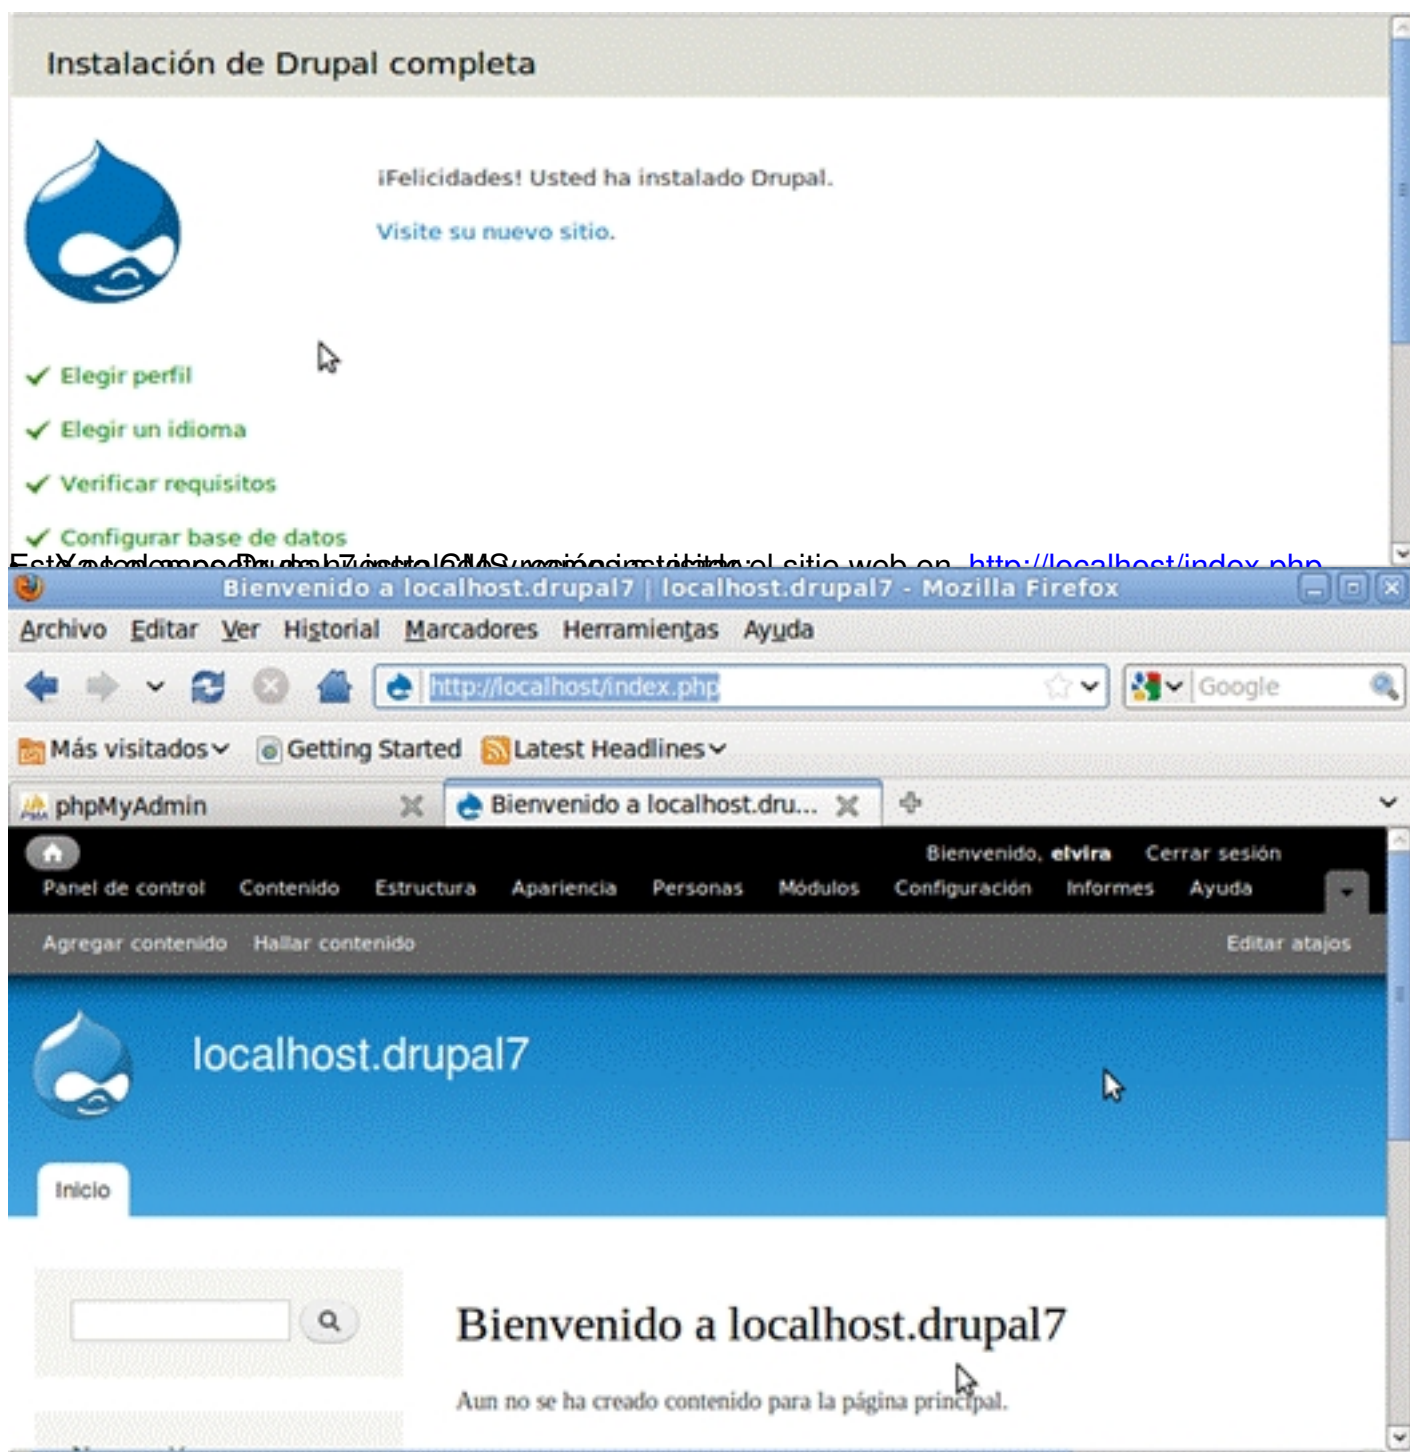 Instalación de Drupal completa
¡Felicidades! Usted ha instalado Drupal.
Visite su nuevo sitio.
Elegir perfil
Elegir un idioma
Verificar requisitos
Configurar base de datos
el sitio web en http://localhost/index.php
Bienvenido a localhost.drupal7 | localhost.drupal7 - Mozilla Firefox
Archivo Editar Ver Historial Marcadores Herramientas Ayuda
http://localhost/index.php Google
Más visitados Getting Started Latest Headlines
phpMyAdmin Bienvenido a localhost.dru...
Bienvenido, elvira Cerrar sesión
Panel de control Contenido Estructura Apariencia Personas Módulos Configuración Informes Ayuda
Agregar contenido Hallar contenido Editar atajos
localhost.drupal7
Inicio
Bienvenido a localhost.drupal7
Aun no se ha creado contenido para la página principal.